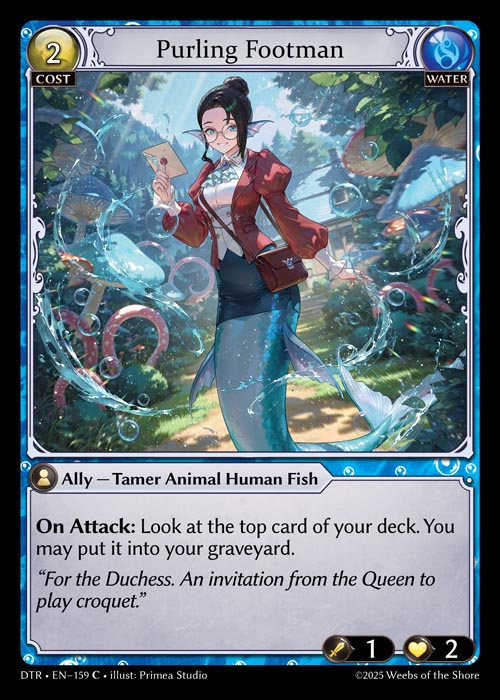 2
Purling Footman
COST
WATER
Ally — Tamer Animal Human Fish
On Attack: Look at the top card of your deck. You
may put it into your graveyard.
“For the Duchess. An invitation from the Queen to
play croquet.”
1
2
DTR • EN–159 C • illust: Primea Studio
©2025 Weebs of the Shore